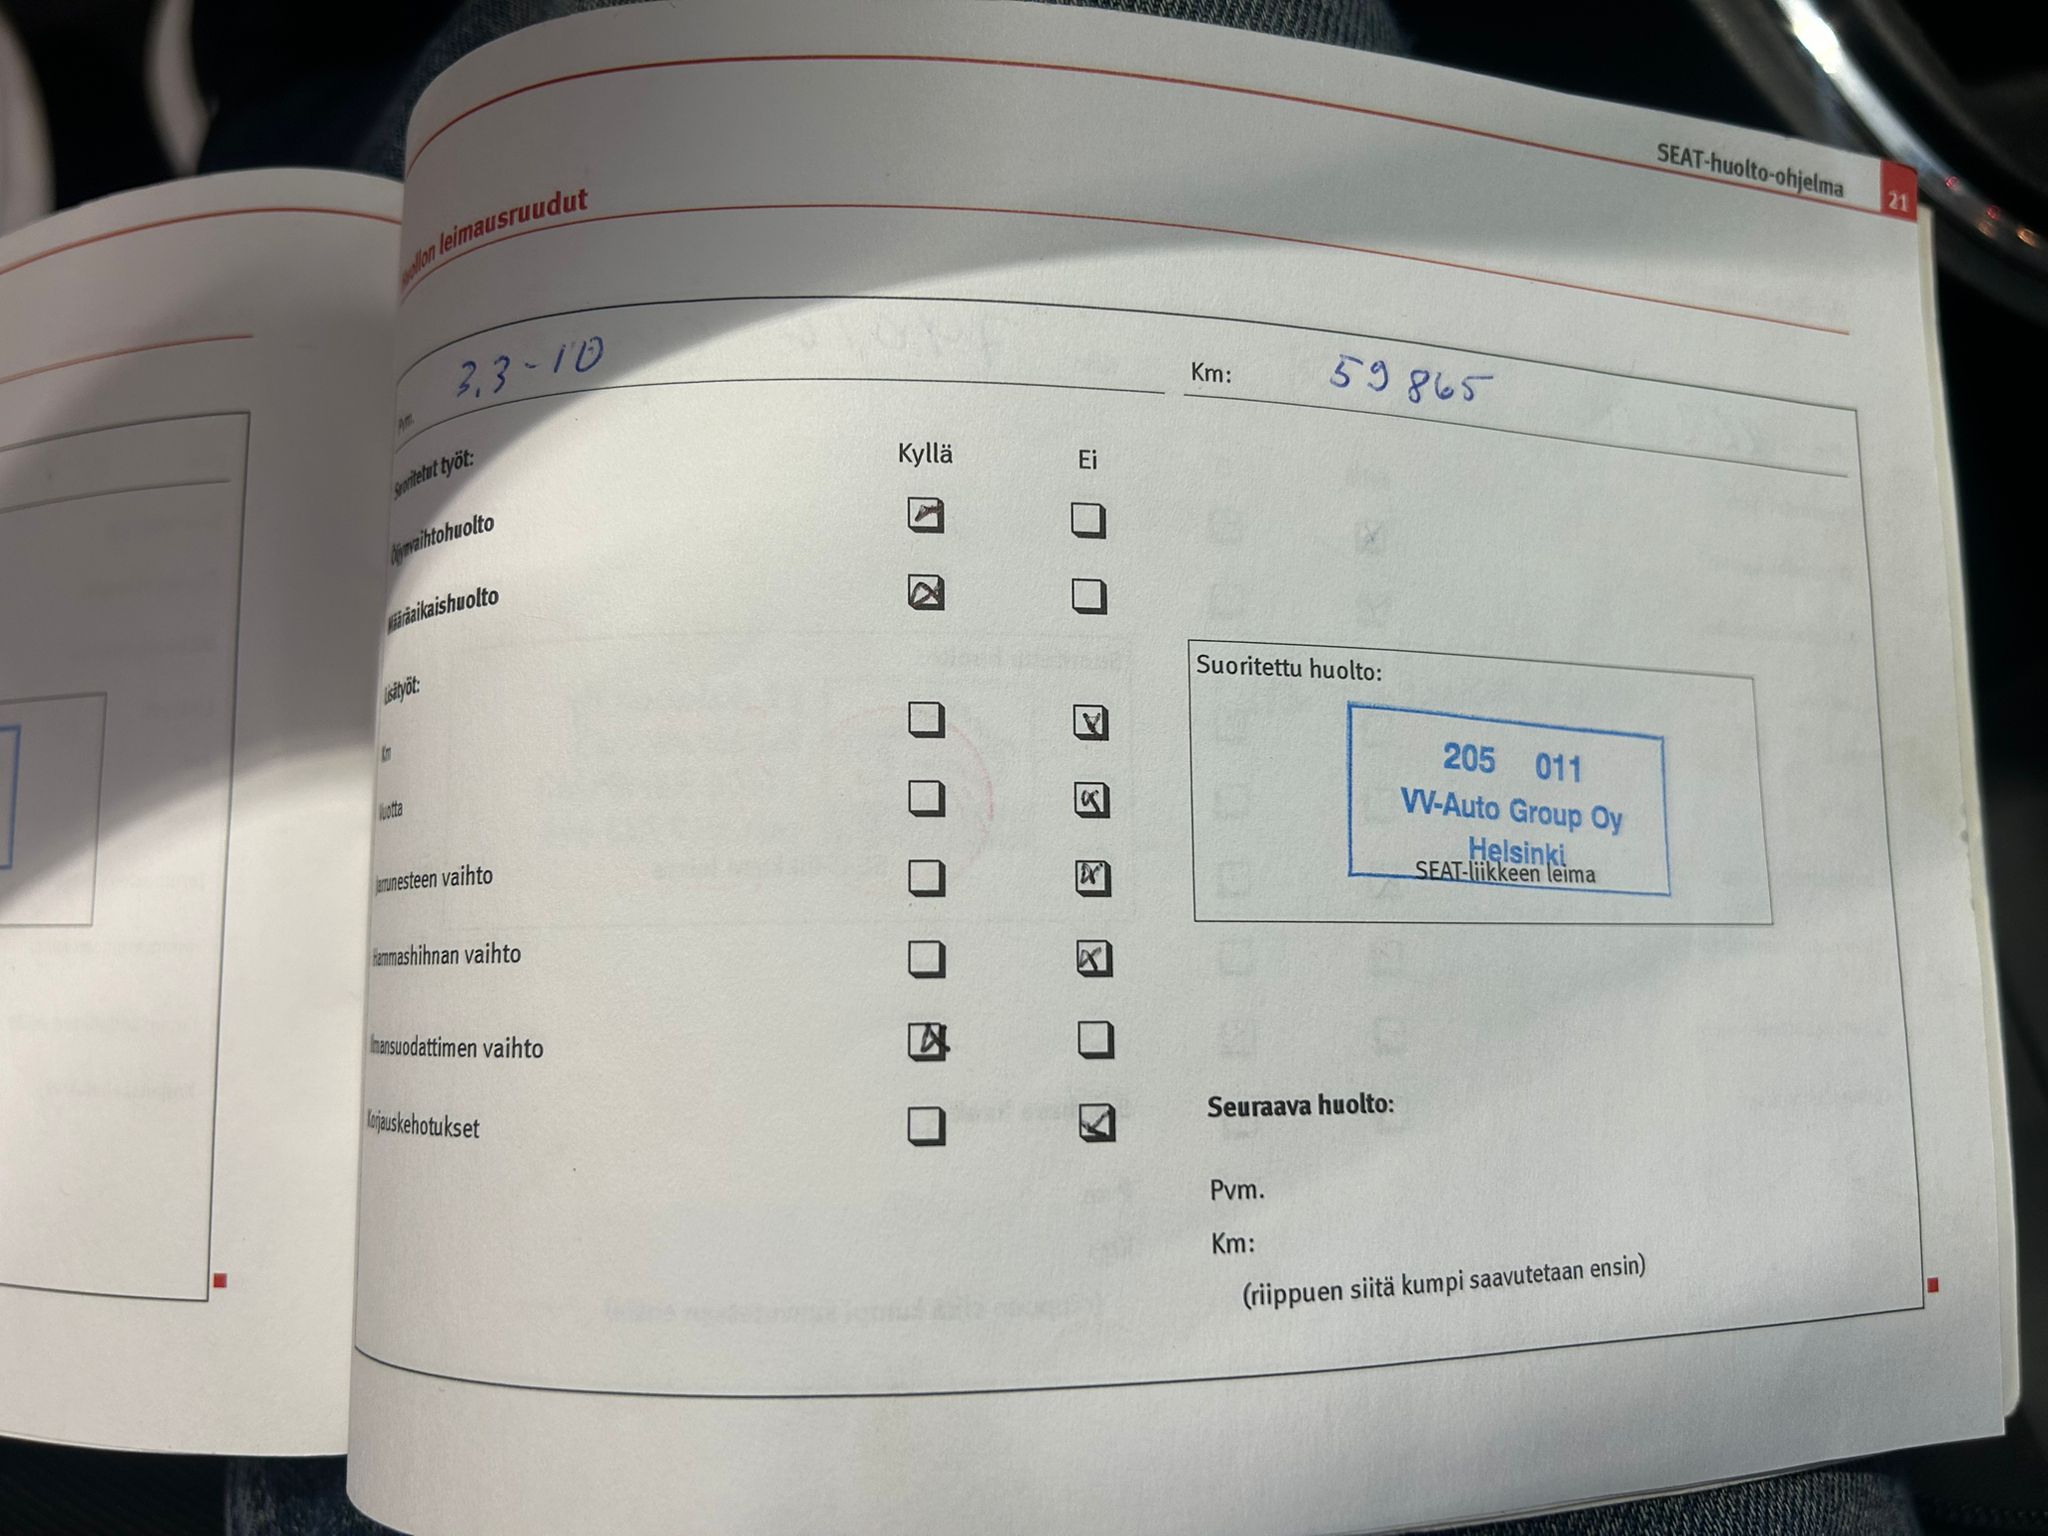 SEAT-huolto-ohjelma 21
Huollon leimausruudut
Pvm. 3.3-10
Km: 59865
Suoritetut työt:
Kyllä Ei
Öljynvaihtohuolto
Määräaikaishuolto
Lisätyöt:
Km
Vuotta
Jarrunesteen vaihto
Hammashihnan vaihto
Ilmansuodattimen vaihto
Korjauskehotukset
Suoritettu huolto:
205 011
VV-Auto Group Oy
Helsinki
SEAT-liikkeen leima
Seuraava huolto:
Pvm.
Km:
(riippuen siitä kumpi saavutetaan ensin)